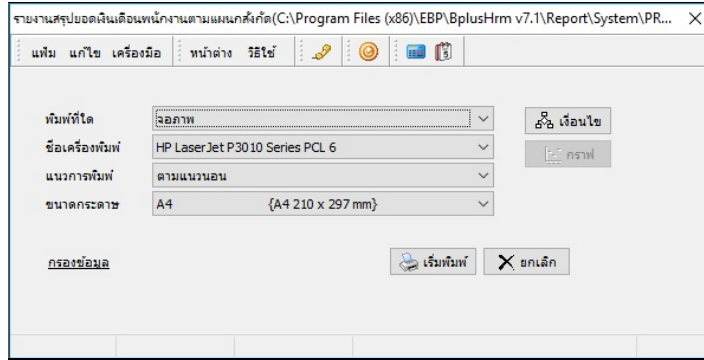 รายงานสรุปยอดเงินเดือนพนักงานตามแผนกสังกัด(C:\Program Files (x86)\EBP\BplusHrm v7.1\Report\System\PR...
แฟ้ม แก้ไข เครื่องมือ หน้าต่าง วิธีใช้
พิมพ์ที่ใด จอภาพ เงื่อนไข
ชื่อเครื่องพิมพ์ HP LaserJet P3010 Series PCL 6 กราฟ
แนวการพิมพ์ ตามแนวนอน
ขนาดกระดาษ A4 {A4 210 x 297 mm}
กรองข้อมูล เริ่มพิมพ์ ยกเลิก